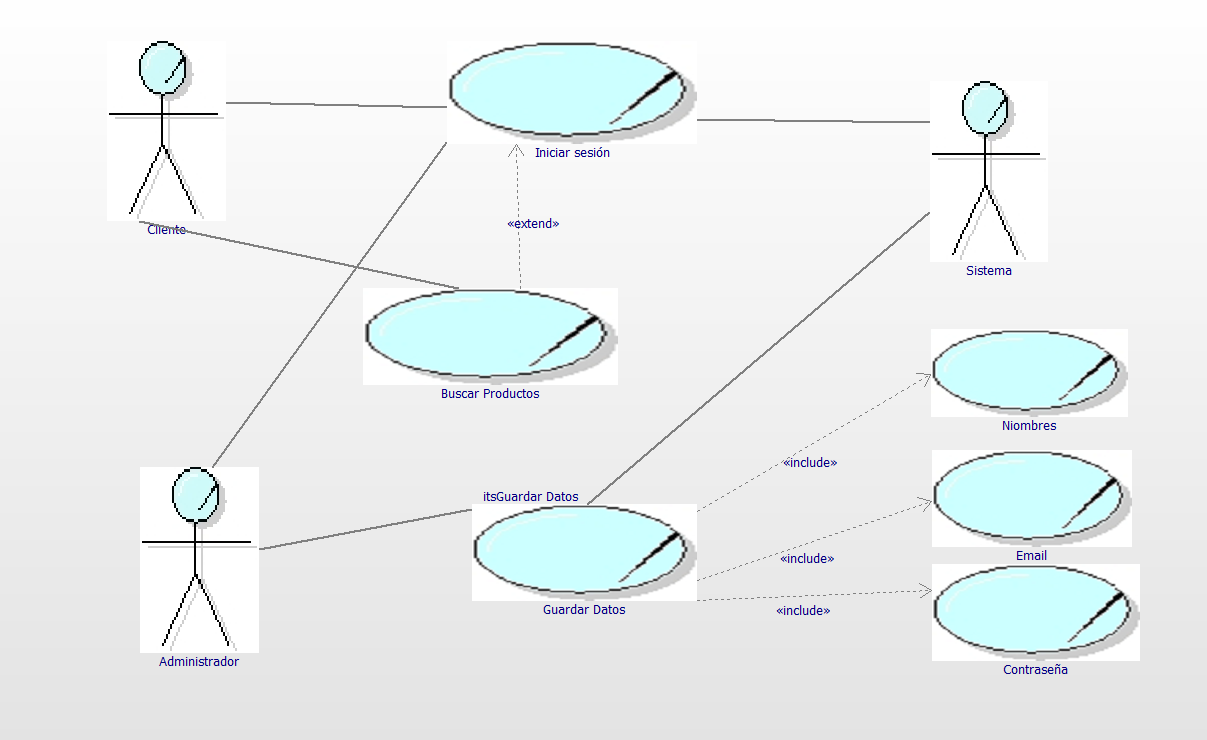 Iniciar sesión
«extend»
Cliente
Sistema
Buscar Productos
Niombres
«include»
itsGuardar Datos
Email
«include»
Guardar Datos
«include»
Administrador
Contraseña